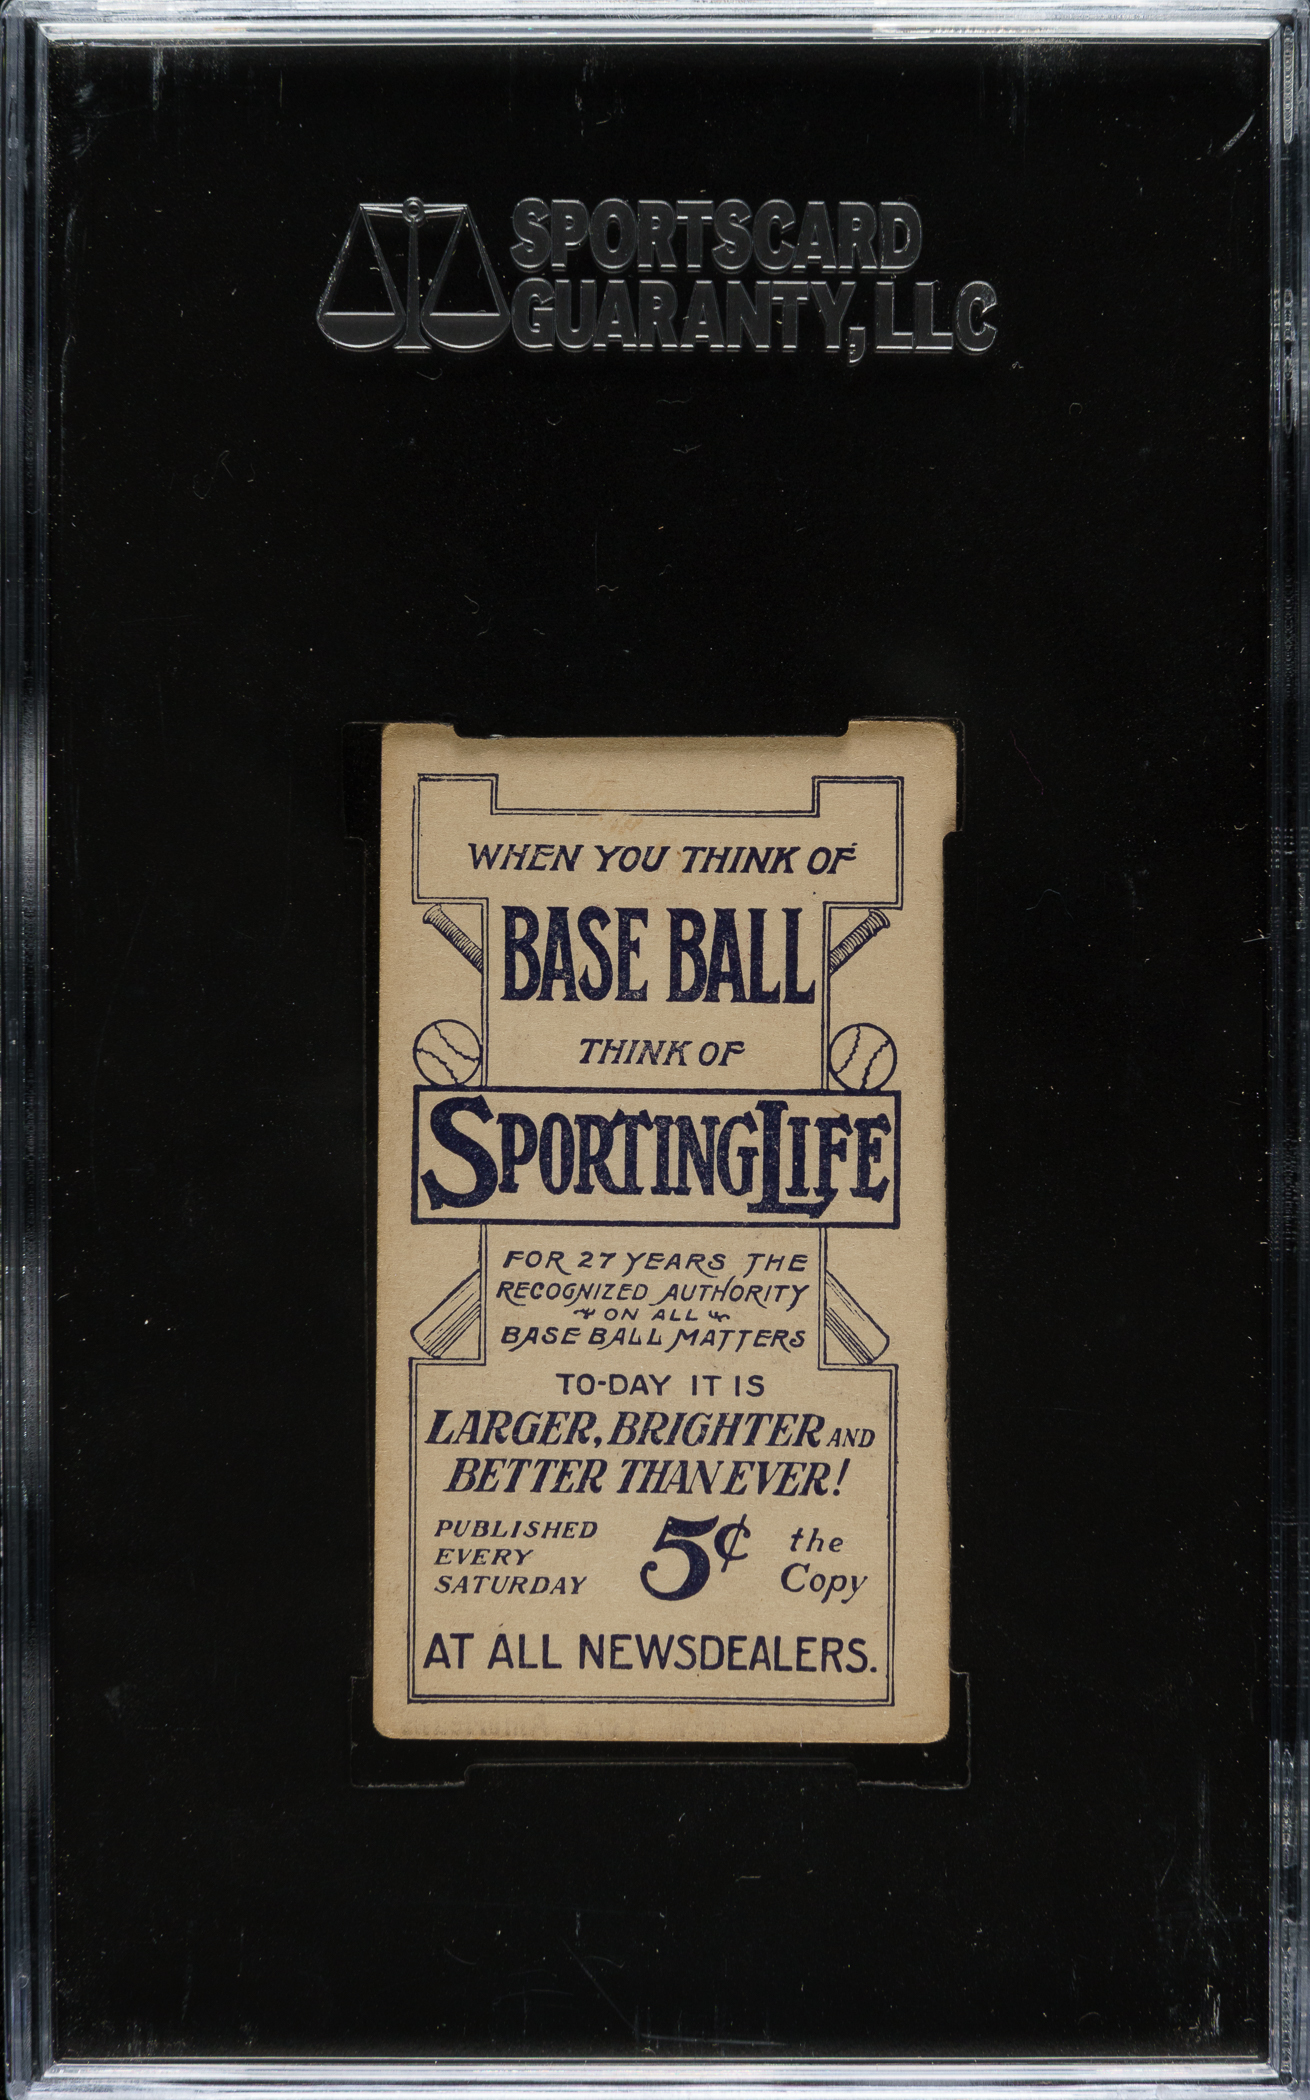 SPORTSCARD
GUARANTY, LLC
WHEN YOU THINK OF
BASE BALL
THINK OF
SPORTING LIFE
FOR 27 YEARS THE
RECOGNIZED AUTHORITY
ON ALL
BASE BALL MATTERS
TO-DAY IT IS
LARGER, BRIGHTER AND
BETTER THAN EVER!
PUBLISHED
EVERY
SATURDAY
5¢
the
Copy
AT ALL NEWSDEALERS.